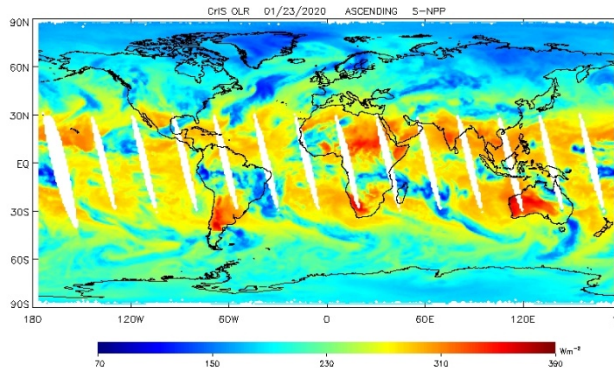 CrIS OLR 01/23/2020 ASCENDING S-NPP
90N
60N
30N
EQ
30S
60S
90S
180 120W 60W 0 60E 120E
70 150 230 310 390 Wm⁻²